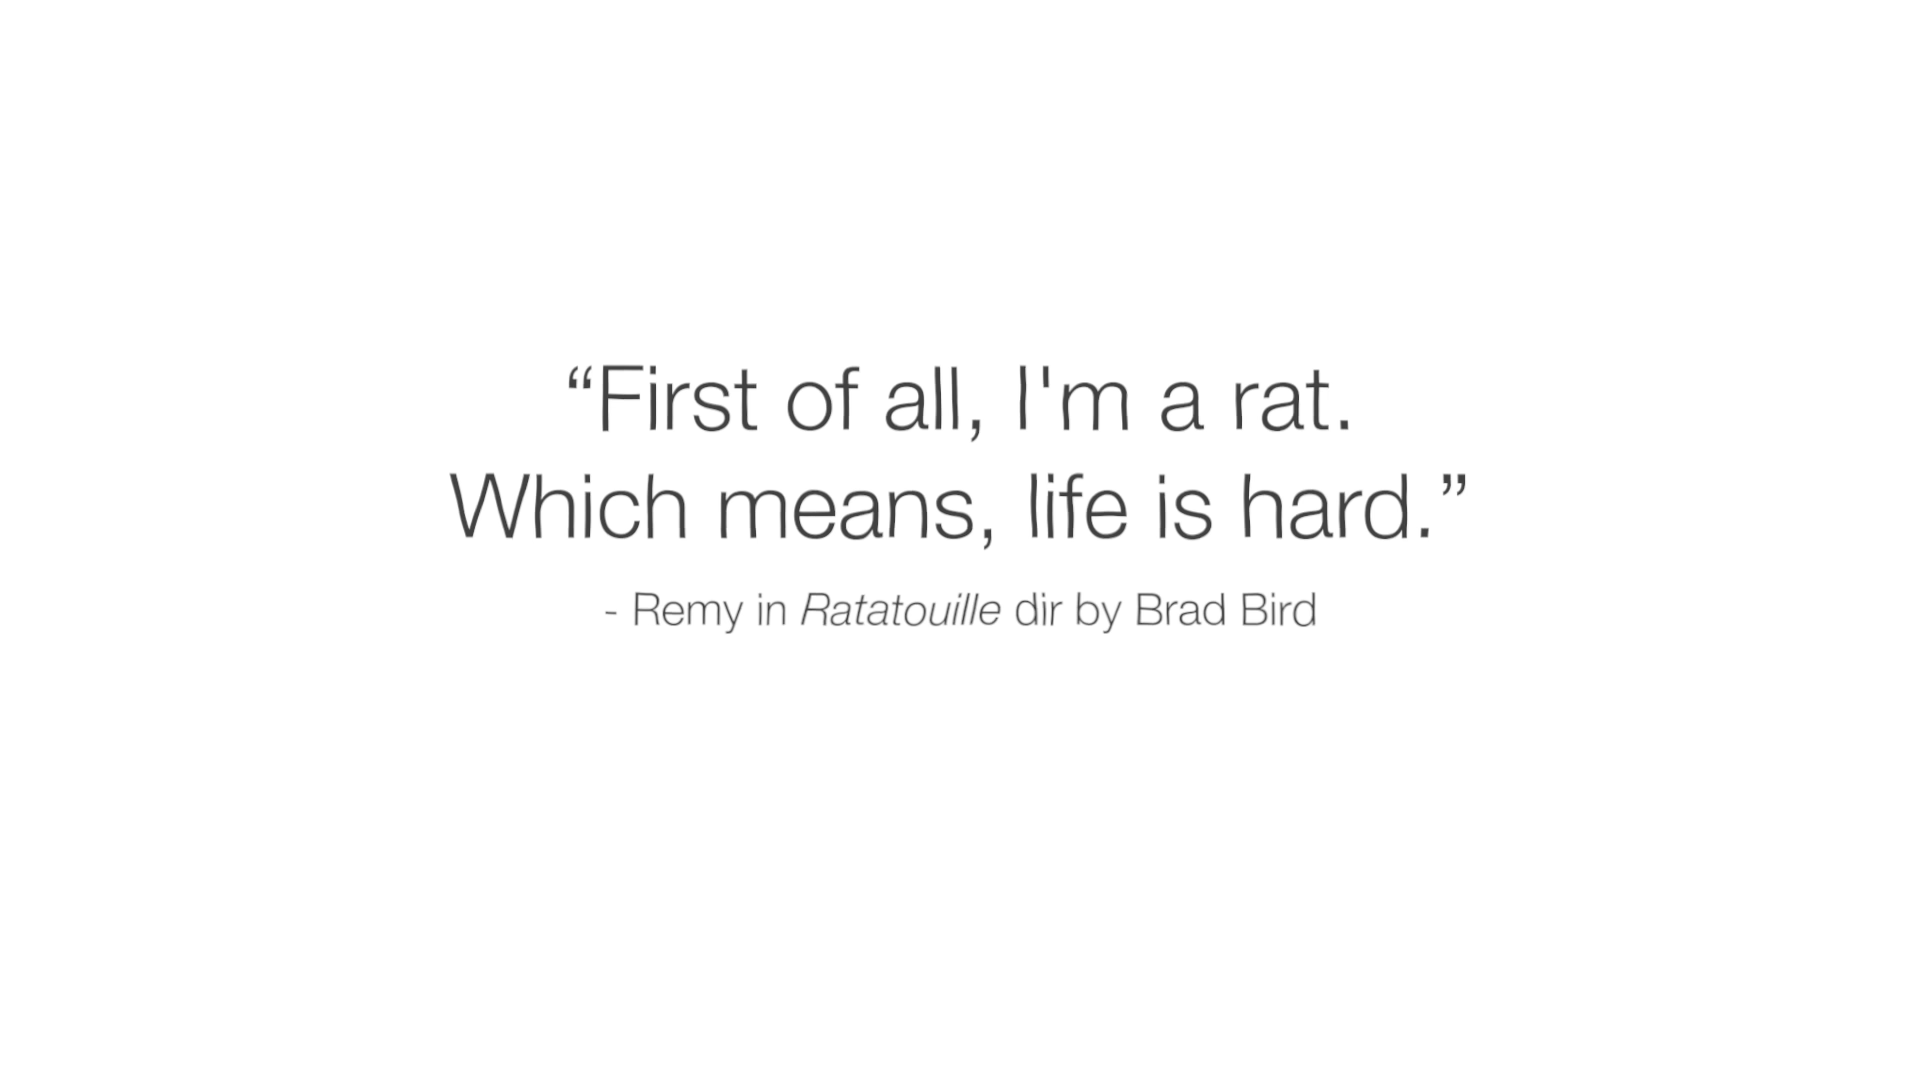 “First of all, I'm a rat.
Which means, life is hard.”
- Remy in Ratatouille dir by Brad Bird